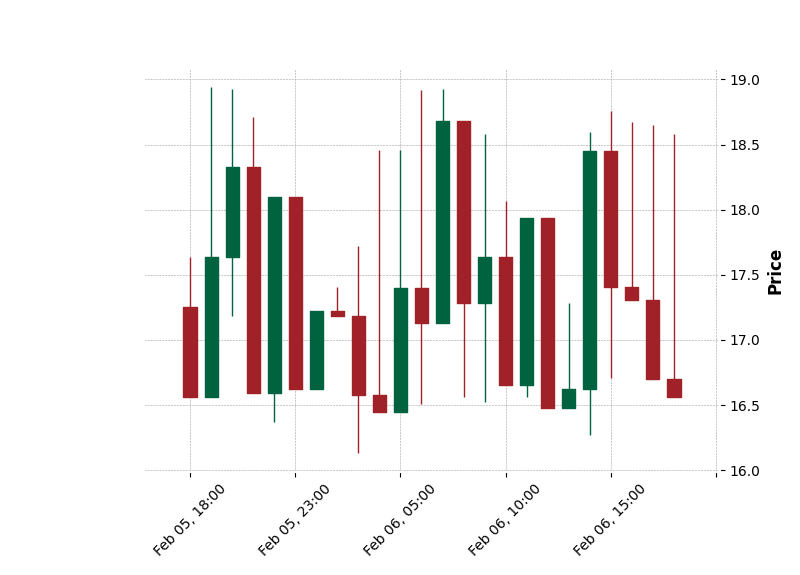 19.0
18.5
18.0
17.5
17.0
16.5
16.0
Price
Feb 05, 18:00
Feb 05, 23:00
Feb 06, 05:00
Feb 06, 10:00
Feb 06, 15:00